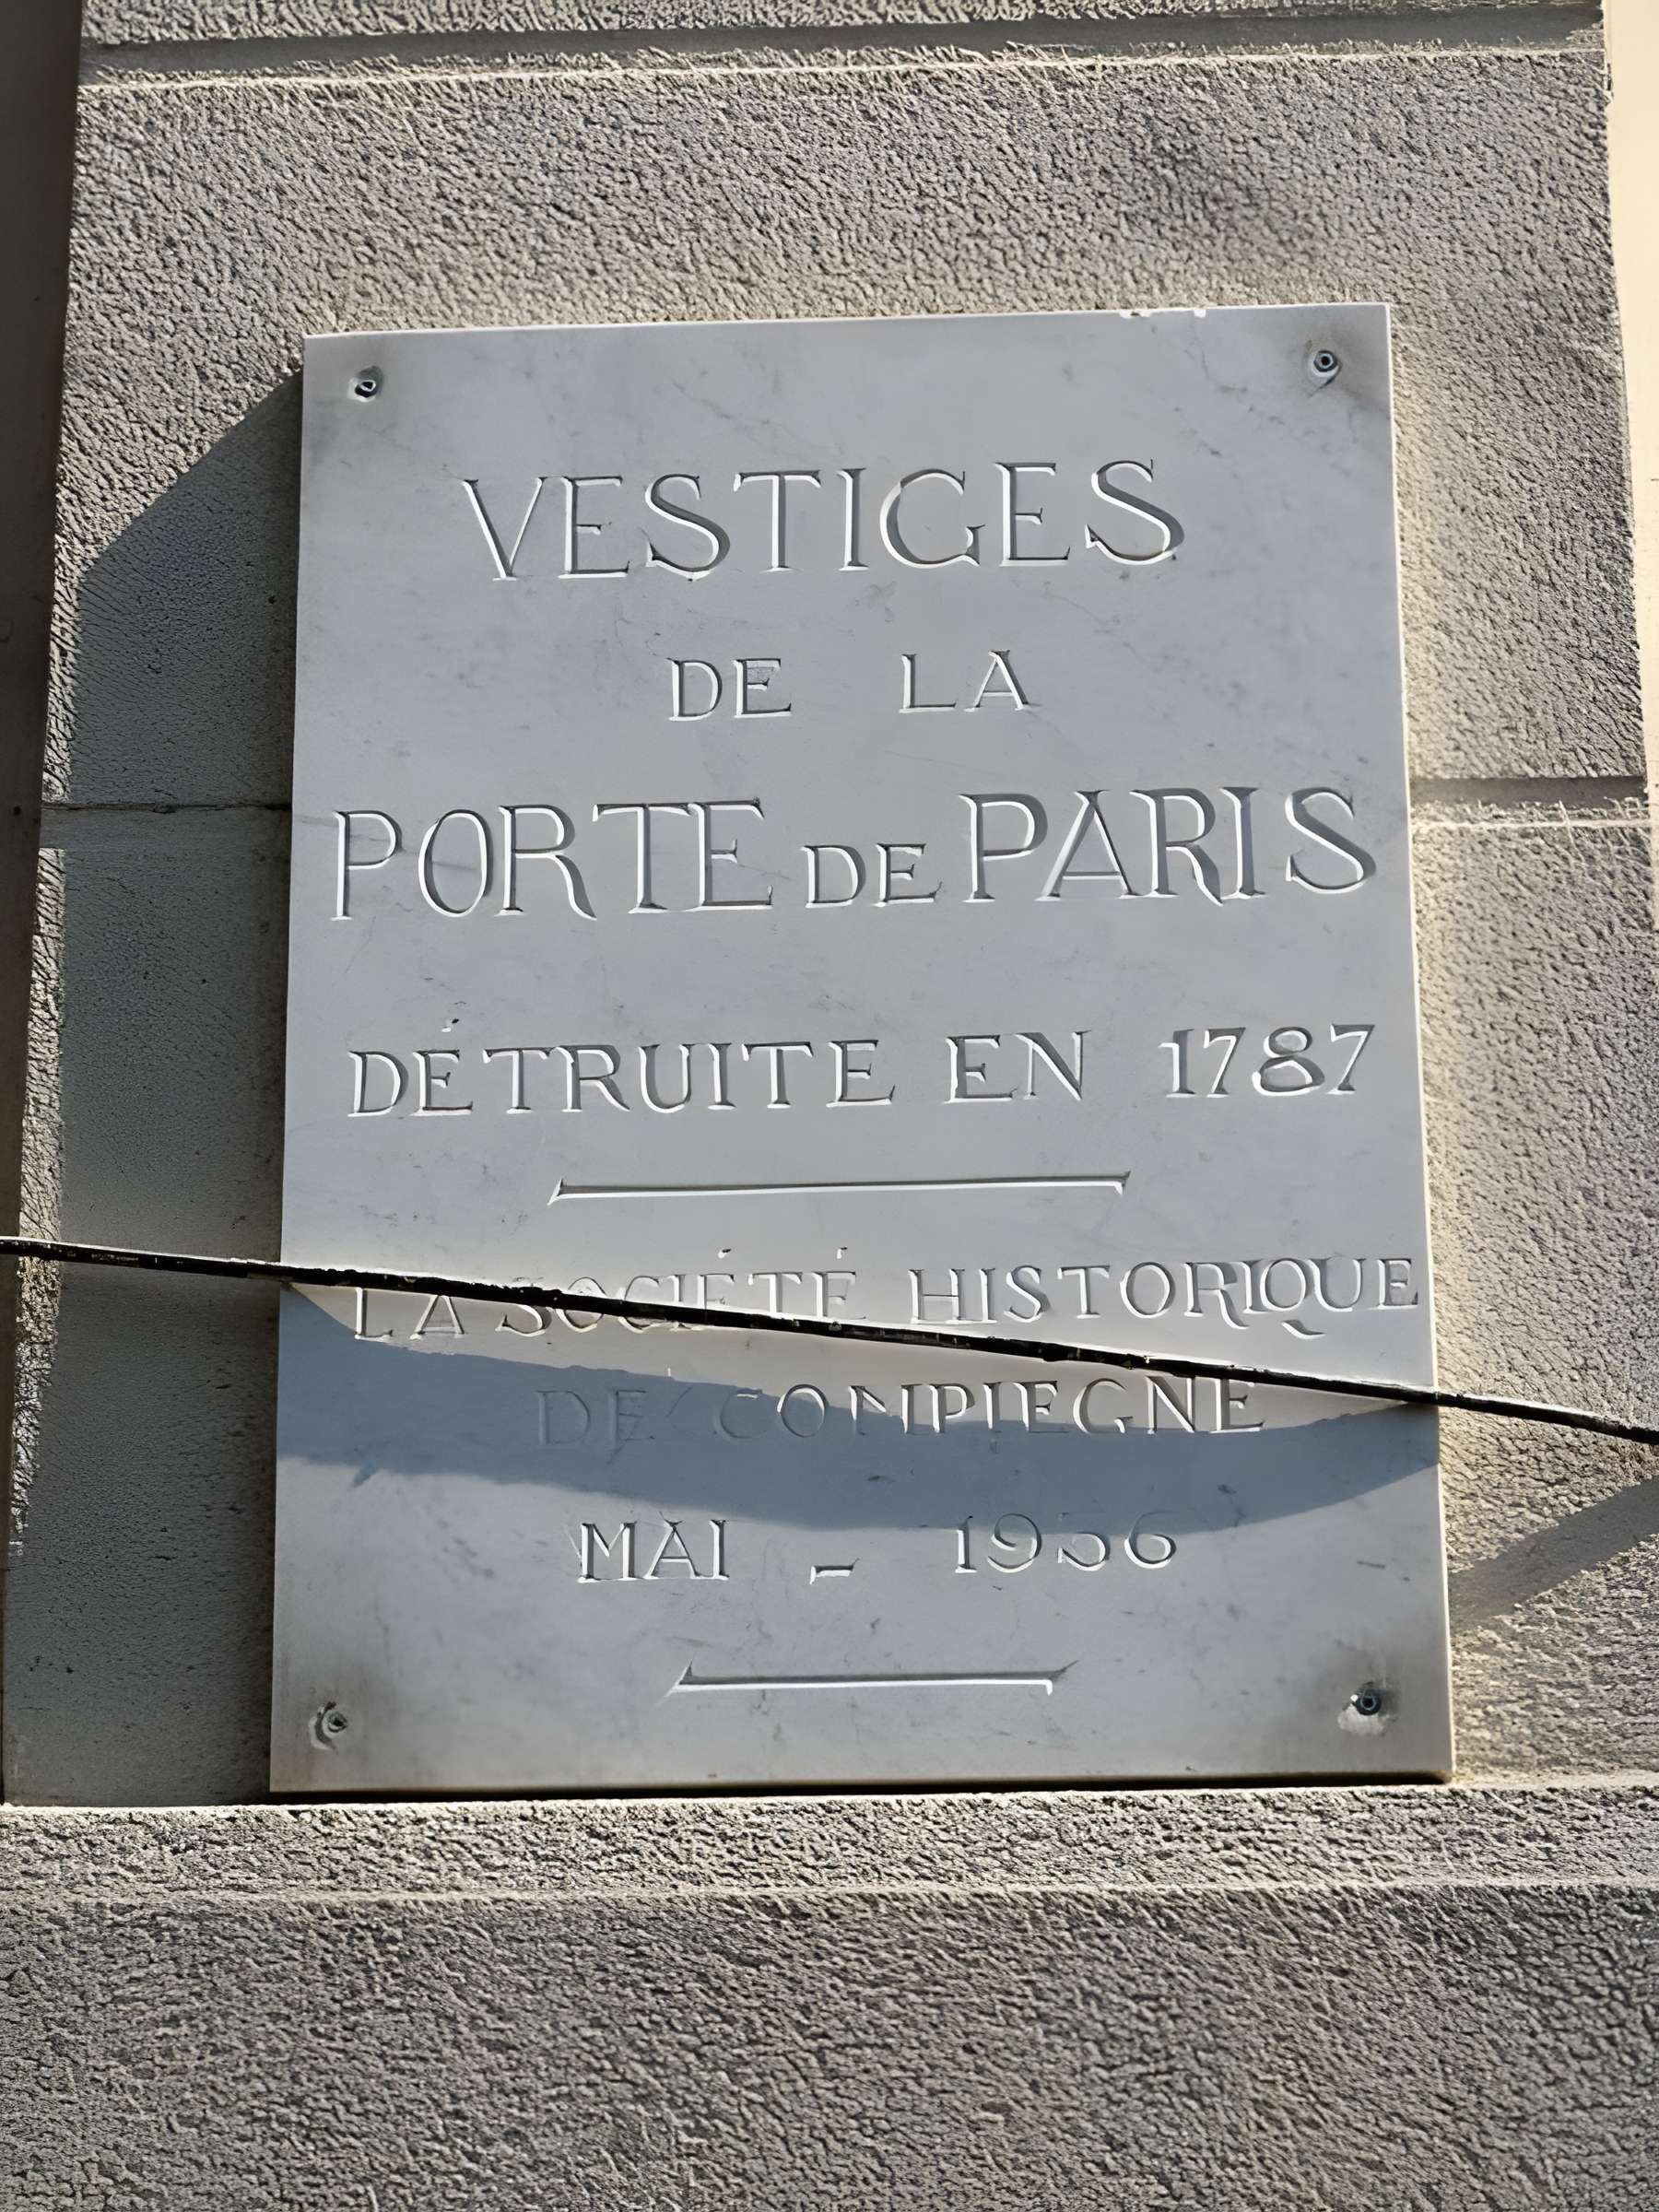 VESTIGES
DE LA
PORTE DE PARIS
DÉTRUITE EN 1787
LA SOCIÉTÉ HISTORIQUE
DE COMPIEGNE
MAI - 1956